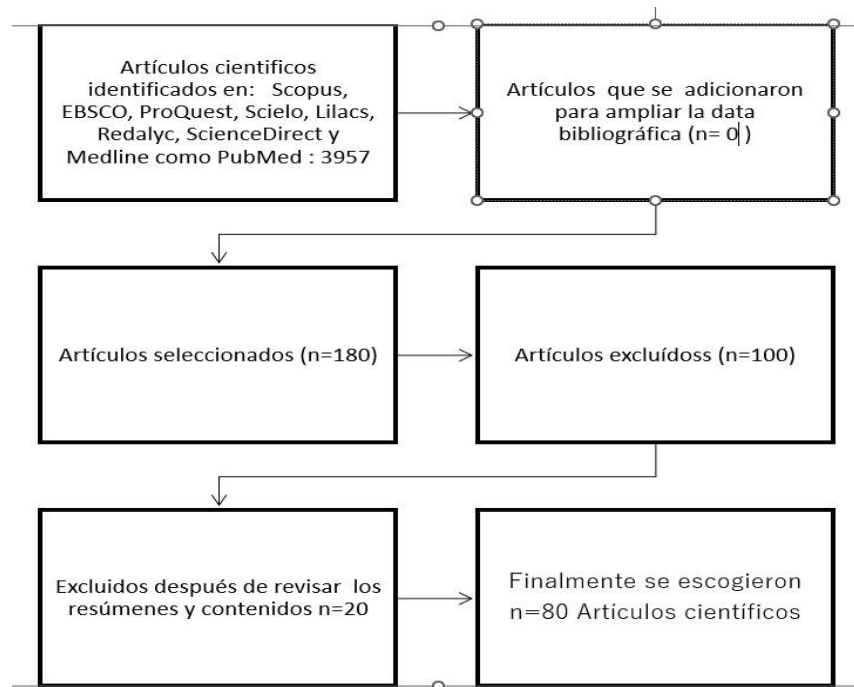 Artículos cientificos
identificados en: Scopus,
EBSCO, ProQuest, Scielo, Lilacs,
Redalyc, ScienceDirect y
Medline como PubMed : 3957
Artículos que se adicionaron
para ampliar la data
bibliográfica (n= 0 )
Artículos seleccionados (n=180)
Artículos excluídoss (n=100)
Excluidos después de revisar los
resúmenes y contenidos n=20
Finalmente se escogieron
n=80 Artículos científicos